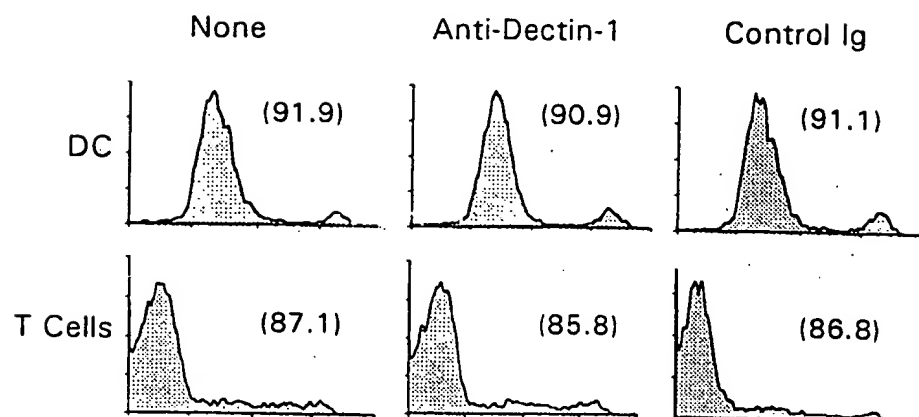 None Anti-Dectin-1 Control Ig
DC (91.9) (90.9) (91.1)
T Cells (87.1) (85.8) (86.8)